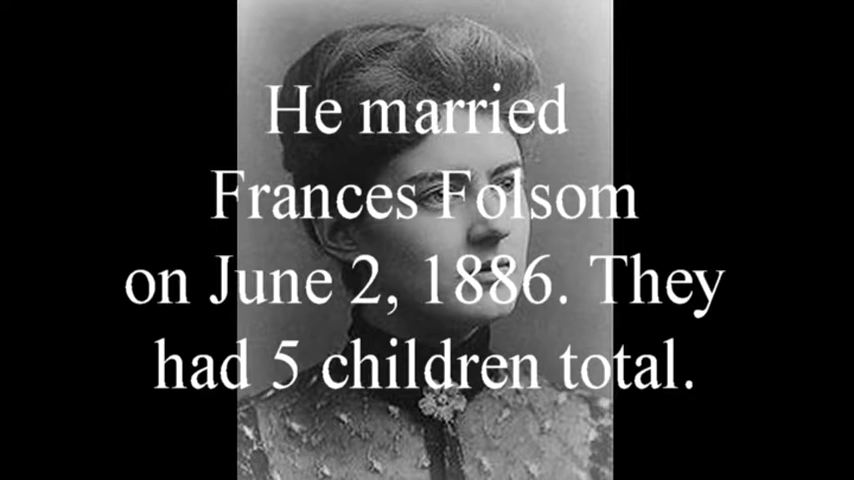 He married
Frances Folsom
on June 2, 1886. They
had 5 children total.